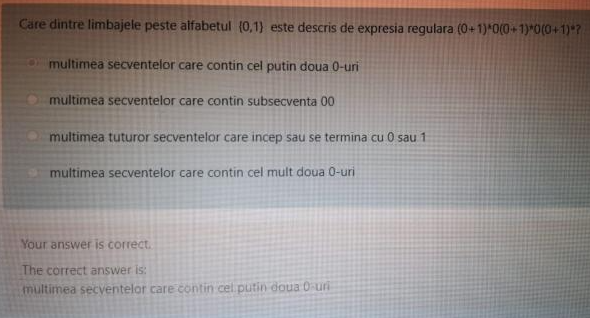 Care dintre limbajele peste alfabetul {0,1} este descris de expresia regulara (0+1)*0(0+1)*0(0+1)*?
multimea secventelor care contin cel putin doua 0-uri
multimea secventelor care contin subsecventa 00
multimea tuturor secventelor care incep sau se termina cu 0 sau 1
multimea secventelor care contin cel mult doua 0-uri
Your answer is correct.
The correct answer is:
multimea secventelor care contin cel putin doua 0-uri